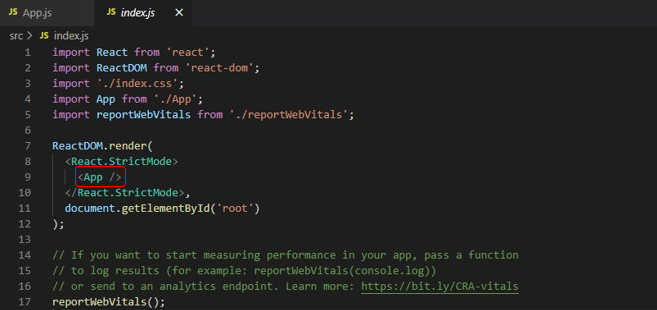 JS App.js JS index.js ×
src > JS index.js
1 import React from 'react';
2 import ReactDOM from 'react-dom';
3 import './index.css';
4 import App from './App';
5 import reportWebVitals from './reportWebVitals';
6
7 ReactDOM.render(
8 <React.StrictMode>
9 <App />
10 </React.StrictMode>,
11 document.getElementById('root')
12 );
13
14 // If you want to start measuring performance in your app, pass a function
15 // to log results (for example: reportWebVitals(console.log))
16 // or send to an analytics endpoint. Learn more: https://bit.ly/CRA-vitals
17 reportWebVitals();